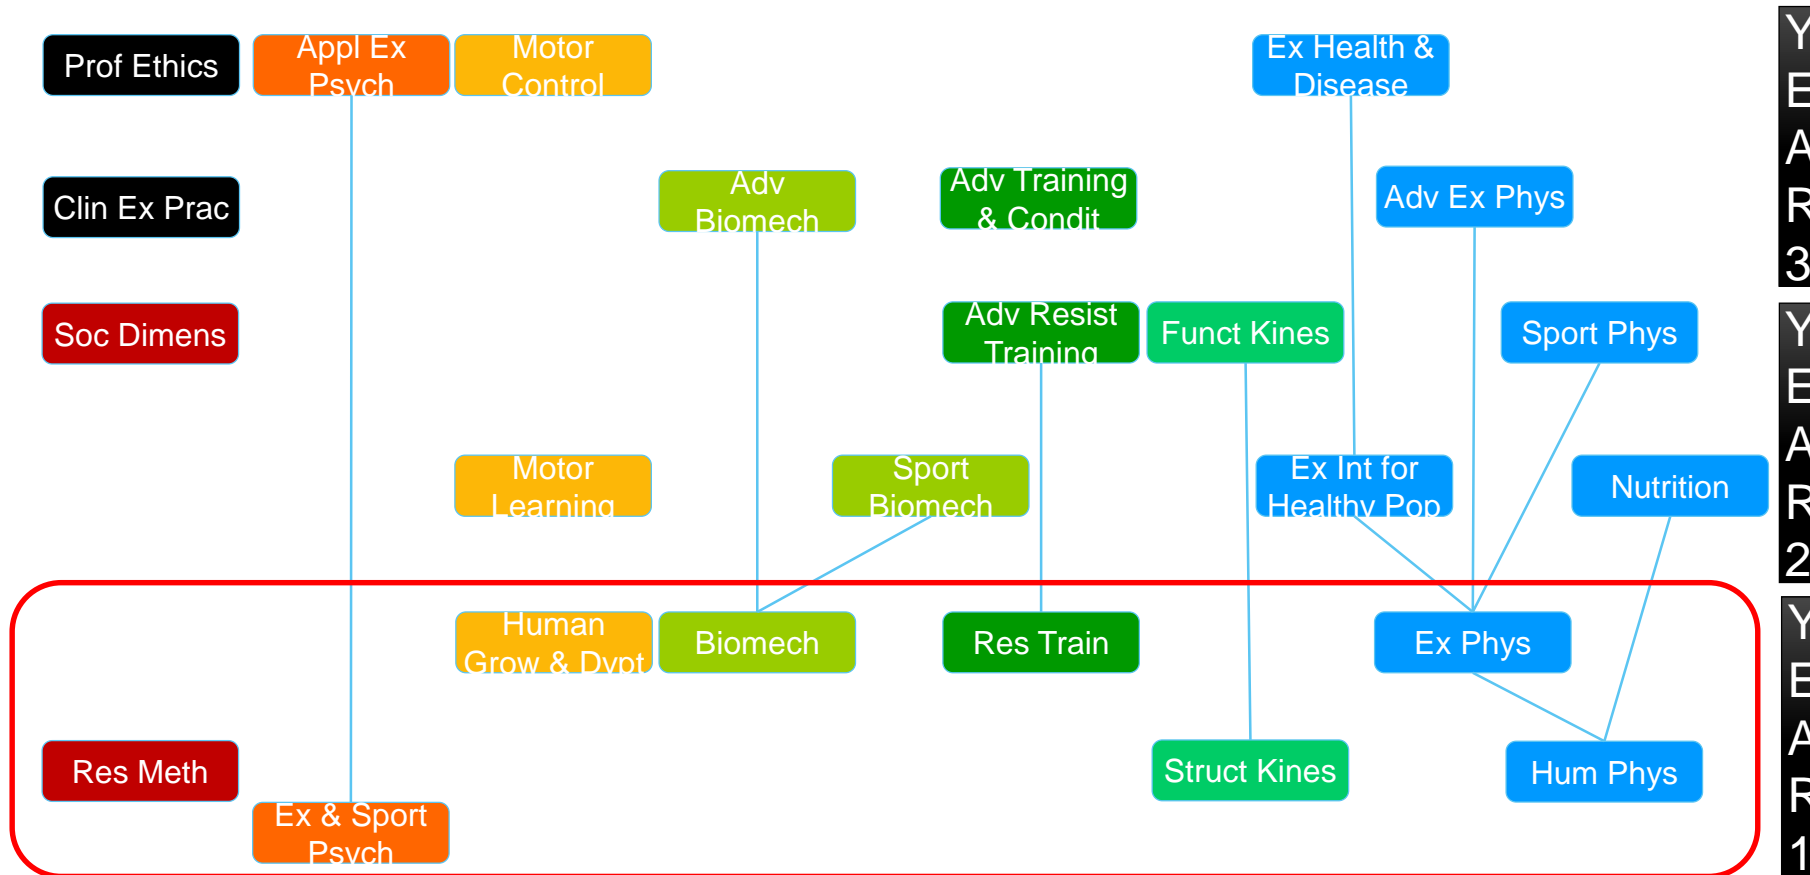 Prof Ethics
Appl Ex
Psych
Motor
Control
Ex Health &
Disease
Clin Ex Prac
Adv
Biomech
Adv Training
& Condit
Adv Ex Phys
Y
E
A
R
3
Soc Dimens
Adv Resist
Training
Funct Kines
Sport Phys
Motor
Learning
Sport
Biomech
Ex Int for
Healthy Pop
Nutrition
Y
E
A
R
2
Human
Grow & Dvpt
Biomech
Res Train
Ex Phys
Res Meth
Ex & Sport
Psych
Struct Kines
Hum Phys
Y
E
A
R
1